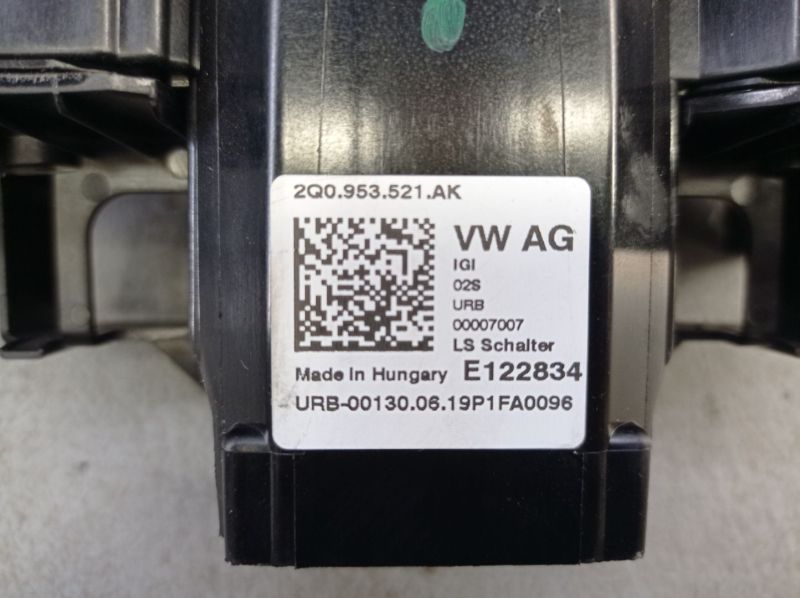 2Q0.953.521.AK
VW AG
IGI
02S
URB
00007007
LS Schalter
Made In Hungary E122834
URB-00130.06.19P1FA0096